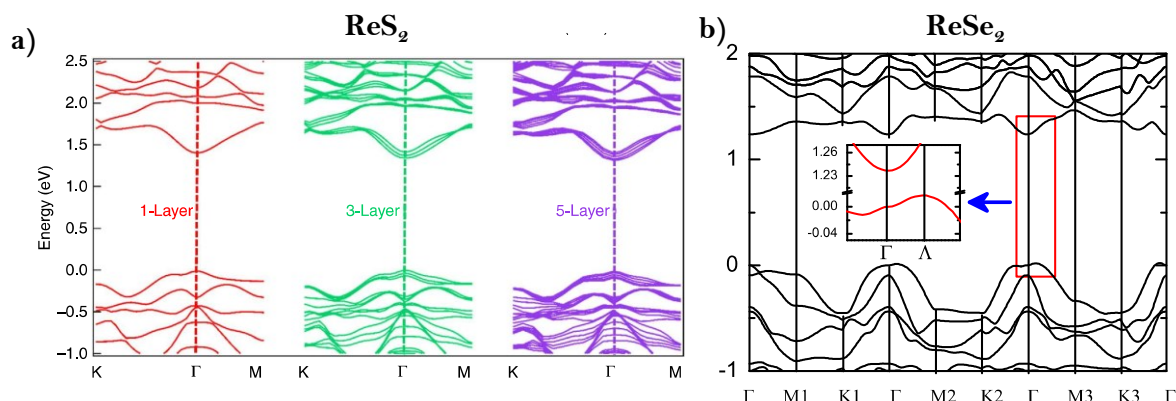 ReS₂
ReSe₂
a)
b)
Energy (eV)
2.5
2.0
1.5
1.0
0.5
0.0
−0.5
−1.0
1-Layer
3-Layer
5-Layer
K Γ M
K Γ M
K Γ M
2
1
0
-1
1.26
1.23
0.00
-0.04
Γ Λ
Γ M1 K1 Γ M2 K2 Γ M3 K3 Γ